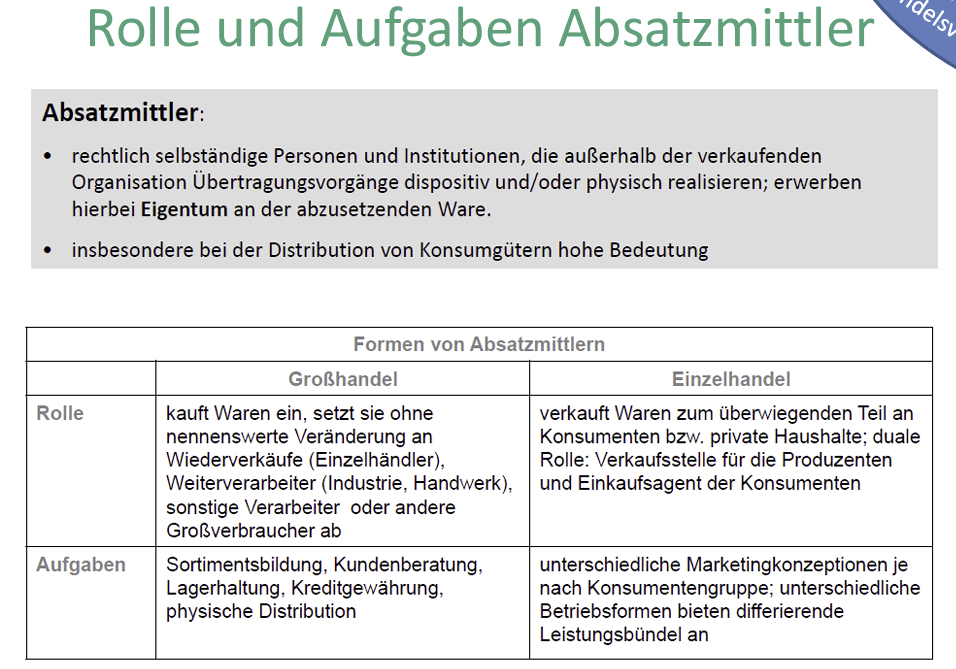 Rolle und Aufgaben Absatzmittler
Absatzmittler:
• rechtlich selbständige Personen und Institutionen, die außerhalb der verkaufenden
Organisation Übertragungsvorgänge dispositiv und/oder physisch realisieren; erwerben
hierbei Eigentum an der abzusetzenden Ware.
• insbesondere bei der Distribution von Konsumgütern hohe Bedeutung
Formen von Absatzmittlern
Großhandel
Einzelhandel
Rolle
kauft Waren ein, setzt sie ohne
nennenswerte Veränderung an
Wiederverkäufe (Einzelhändler),
Weiterverarbeiter (Industrie, Handwerk),
sonstige Verarbeiter oder andere
Großverbraucher ab
verkauft Waren zum überwiegenden Teil an
Konsumenten bzw. private Haushalte; duale
Rolle: Verkaufsstelle für die Produzenten
und Einkaufsagent der Konsumenten
Aufgaben
Sortimentsbildung, Kundenberatung,
Lagerhaltung, Kreditgewährung,
physische Distribution
unterschiedliche Marketingkonzeptionen je
nach Konsumentengruppe; unterschiedliche
Betriebsformen bieten differierende
Leistungsbündel an